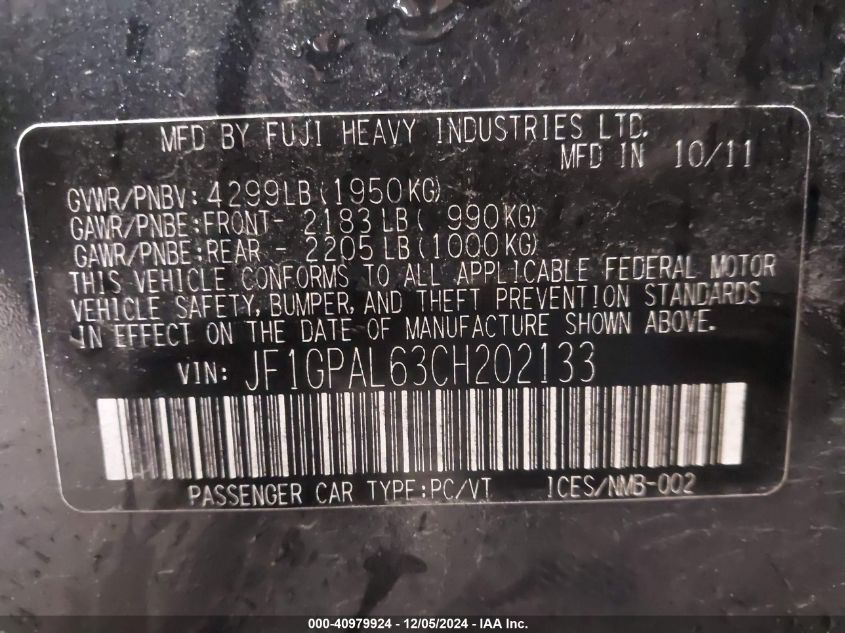 MFD BY FUJI HEAVY INDUSTRIES LTD.
MFD IN 10/11
GVWR/PNBV: 4299LB(1950KG)
GAWR/PNBE:FRONT- 2183LB( 990KG)
GAWR/PNBE:REAR - 2205LB(1000KG)
THIS VEHICLE CONFORMS TO ALL APPLICABLE FEDERAL MOTOR
VEHICLE SAFETY, BUMPER, AND THEFT PREVENTION STANDARDS
IN EFFECT ON THE DATE OF MANUFACTURE SHOWN ABOVE.
VIN: JF1GPAL63CH202133
PASSENGER CAR TYPE:PC/VT ICES/NMB-002
000-40979924 - 12/05/2024 - IAA Inc.